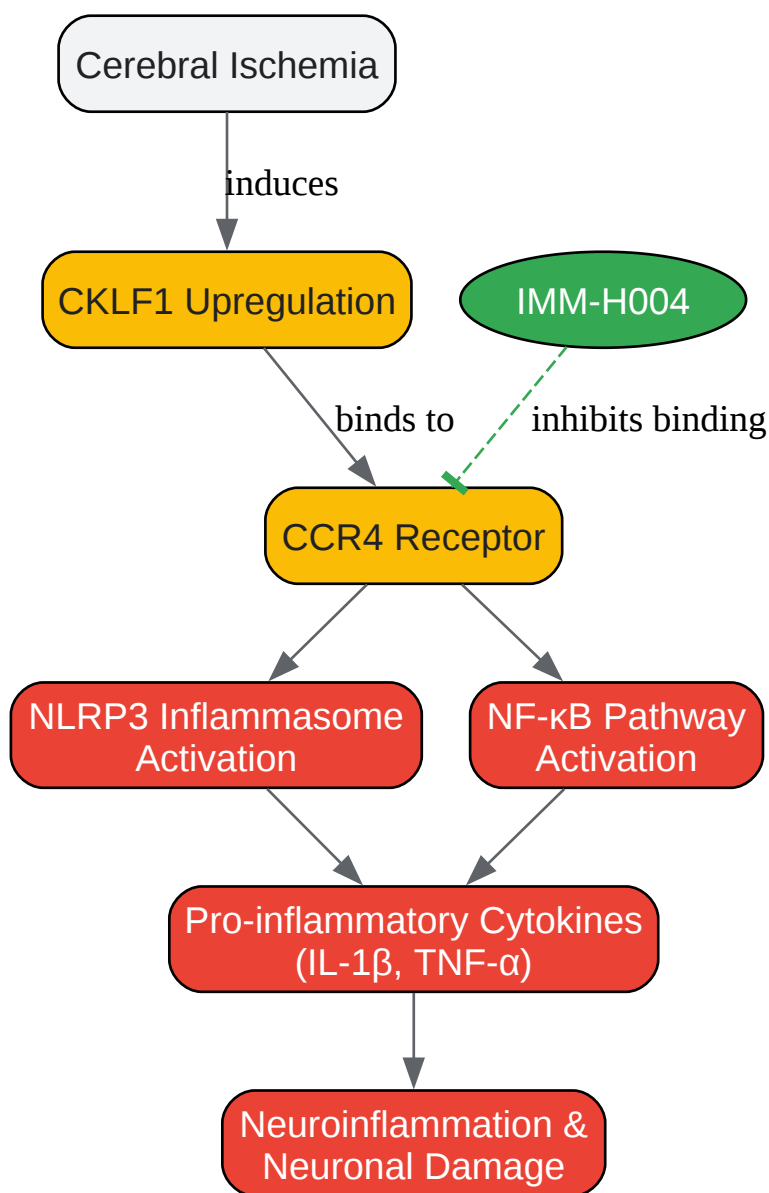 Cerebral Ischemia
induces
CKLF1 Upregulation
IMM-H004
binds to
inhibits binding
CCR4 Receptor
NLRP3 Inflammasome
Activation
NF-κB Pathway
Activation
Pro-inflammatory Cytokines
(IL-1β, TNF-α)
Neuroinflammation &
Neuronal Damage